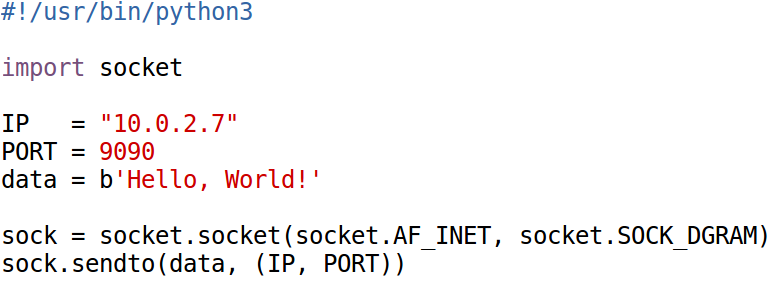 #!/usr/bin/python3
import socket
IP   = "10.0.2.7"
PORT = 9090
data = b'Hello, World!'
sock = socket.socket(socket.AF_INET, socket.SOCK_DGRAM)
sock.sendto(data, (IP, PORT))